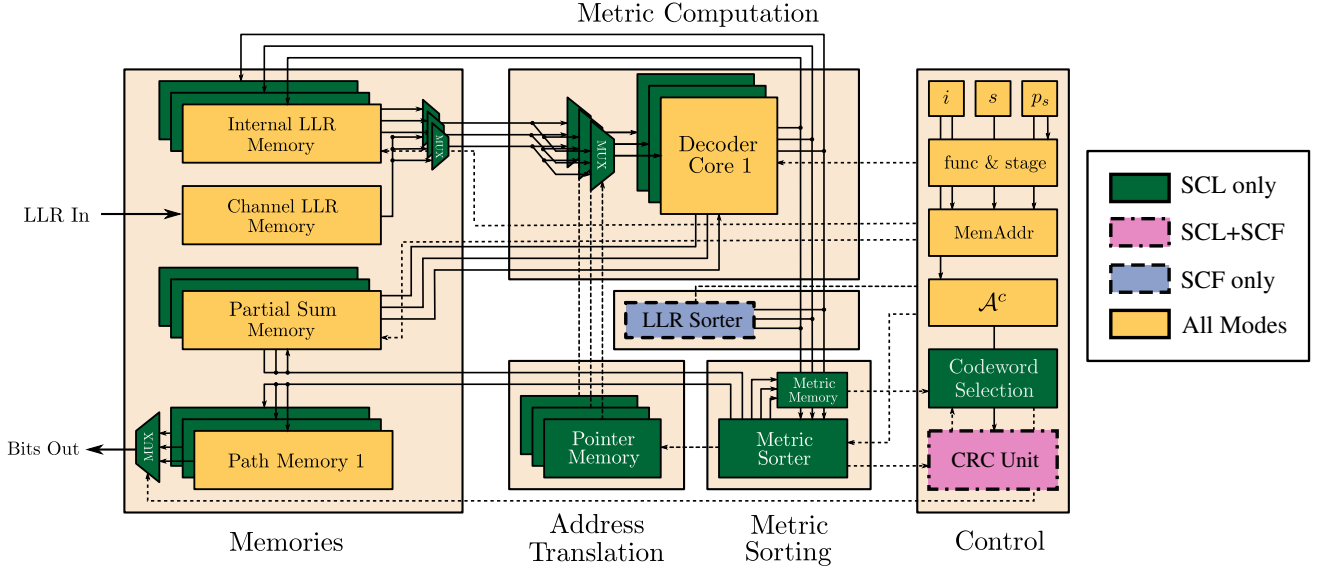 Metric Computation
Internal LLR
Memory
MUX
Channel LLR
Memory
LLR In
Partial Sum
Memory
Bits Out
MUX
Path Memory 1
Memories
MUX
Decoder
Core 1
LLR Sorter
Pointer
Memory
Address
Translation
Metric
Memory
Metric
Sorter
Metric
Sorting
i
s
pₛ
func & stage
MemAddr
𝒜ᶜ
Codeword
Selection
CRC Unit
Control
SCL only
SCL+SCF
SCF only
All Modes